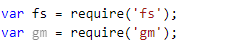 var fs = require('fs');
var gm = require('gm');